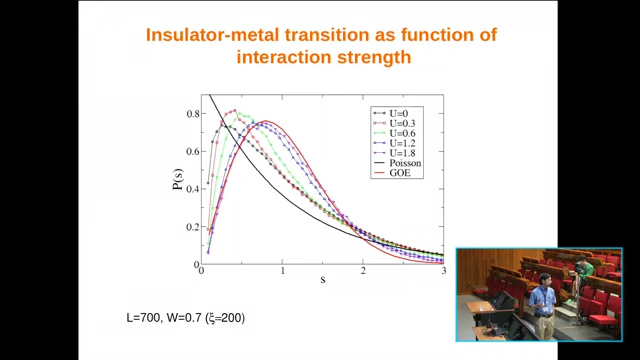 Insulator-metal transition as function of
interaction strength
0.8
0.6
0.4
0.2
0
P(s)
U=0
U=0.3
U=0.6
U=1.2
U=1.8
Poisson
GOE
0 1 2 3
s
L=700, W=0.7 (ξ=200)